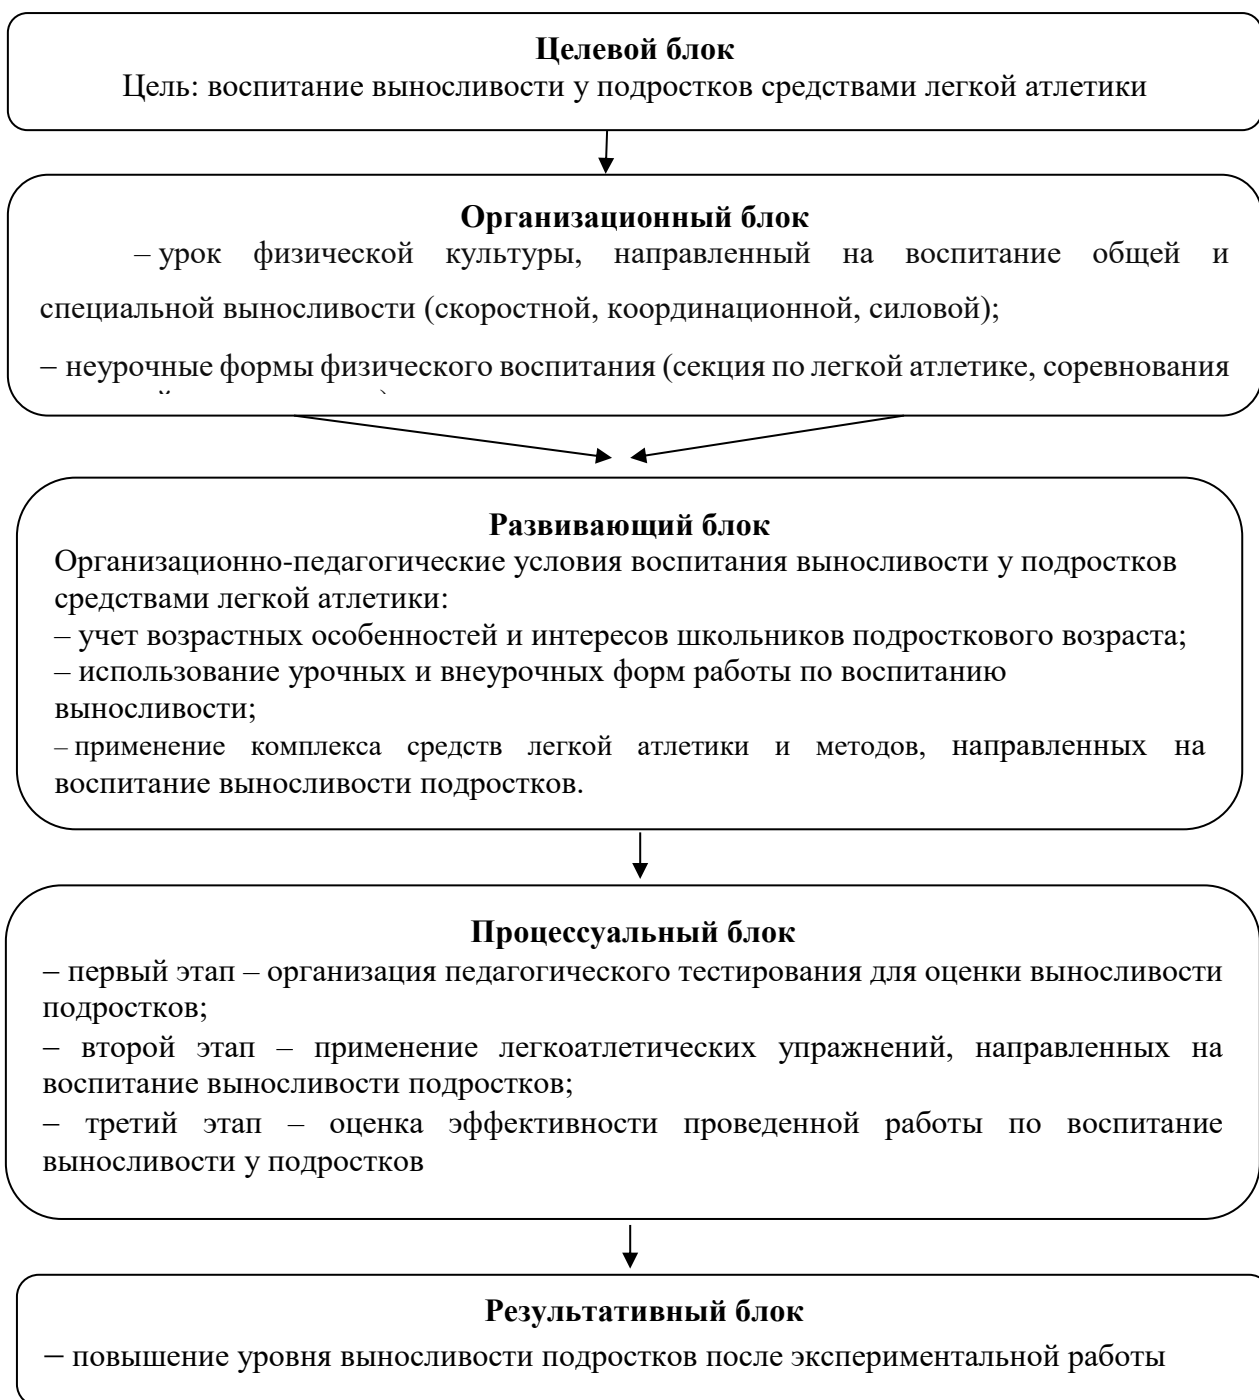 Целевой блок
Цель: воспитание выносливости у подростков средствами легкой атлетики
Организационный блок
– урок физической культуры, направленный на воспитание общей и
специальной выносливости (скоростной, координационной, силовой);
– неурочные формы физического воспитания (секция по легкой атлетике, соревнования
Развивающий блок
Организационно-педагогические условия воспитания выносливости у подростков
средствами легкой атлетики:
– учет возрастных особенностей и интересов школьников подросткового возраста;
– использование урочных и внеурочных форм работы по воспитанию
выносливости;
– применение комплекса средств легкой атлетики и методов, направленных на
воспитание выносливости подростков.
Процессуальный блок
– первый этап – организация педагогического тестирования для оценки выносливости
подростков;
– второй этап – применение легкоатлетических упражнений, направленных на
воспитание выносливости подростков;
– третий этап – оценка эффективности проведенной работы по воспитание
выносливости у подростков
Результативный блок
– повышение уровня выносливости подростков после экспериментальной работы